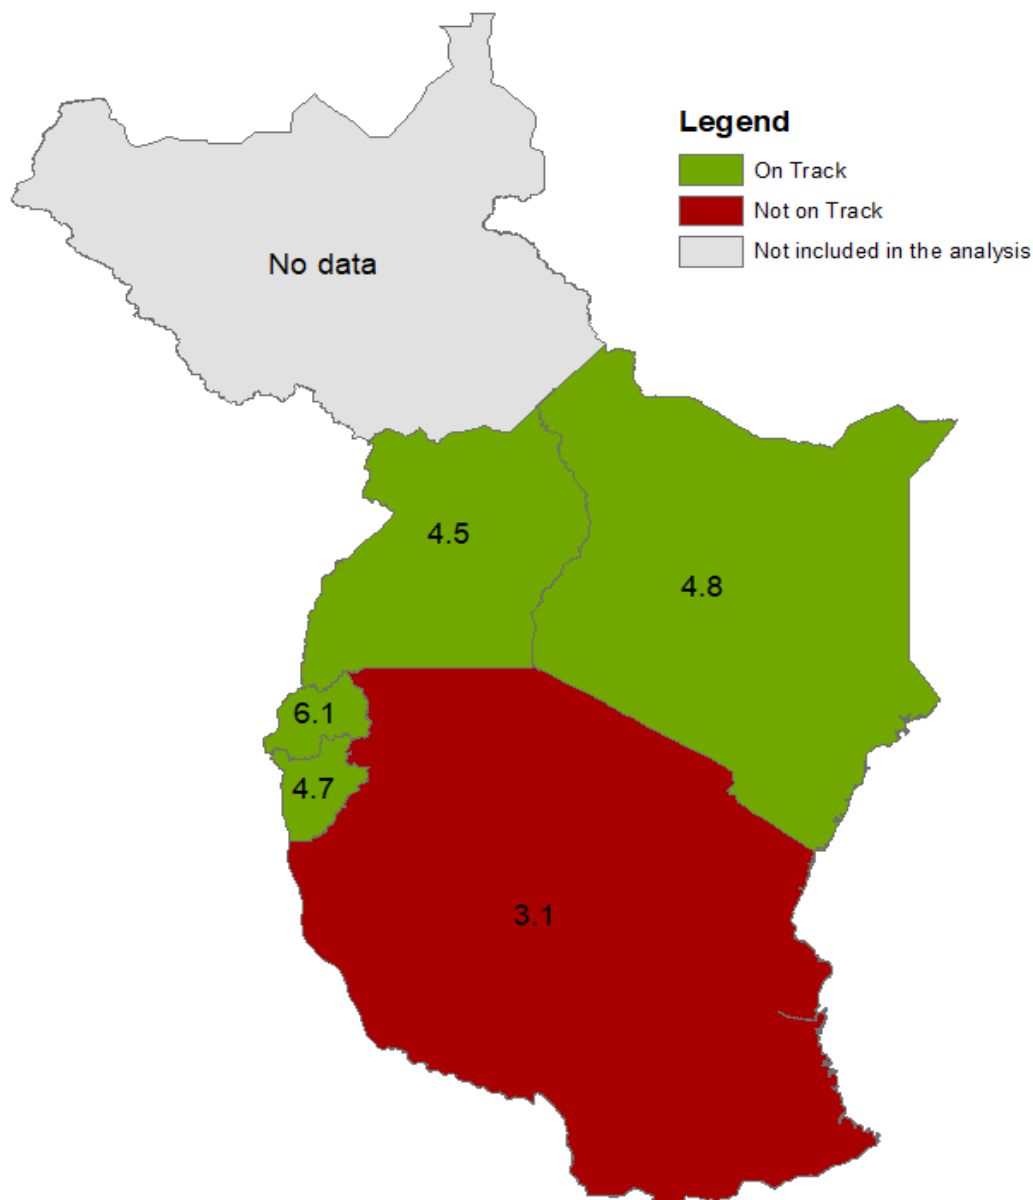 Legend
On Track
Not on Track
Not included in the analysis
No data
4.5
4.8
6.1
4.7
3.1